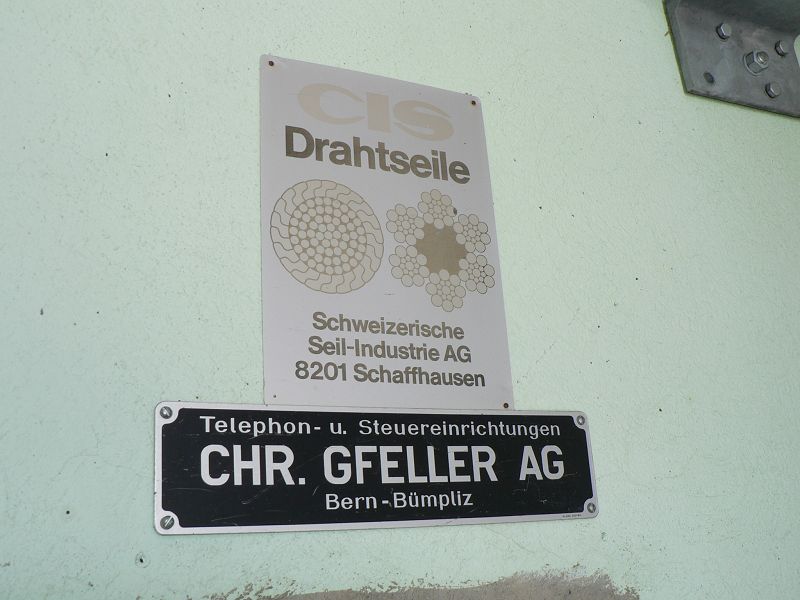 CIS
Drahtseile
Schweizerische
Seil-Industrie AG
8201 Schaffhausen
Telephon- u. Steuereinrichtungen
CHR. GFELLER AG
Bern-Bümpliz